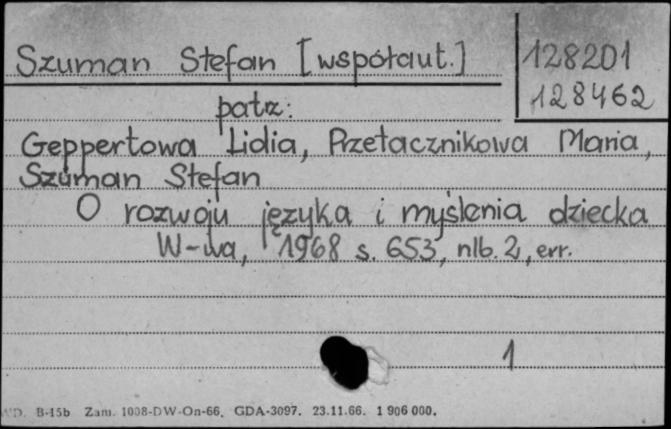 Szuman Stefan [współaut.]
128201
128462
patrz:
Geppertowa Lidia, Przetacznikowa Maria,
Szuman Stefan
O rozwoju języka i myślenia dziecka
W-wa, 1968 s. 653, nlb. 2, err.
1
D. B-15b Zam. 1008-DW-On-66. GDA-3097. 23.11.66. 1 906 000.